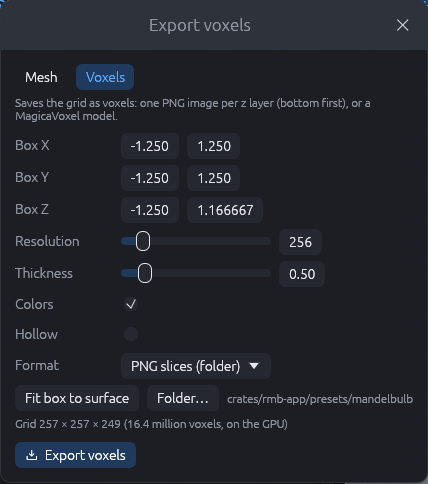 Export voxels
Mesh Voxels
Saves the grid as voxels: one PNG image per z layer (bottom first), or a
MagicaVoxel model.
Box X -1.250 1.250
Box Y -1.250 1.250
Box Z -1.250 1.166667
Resolution 256
Thickness 0.50
Colors
Hollow
Format PNG slices (folder)
Fit box to surface Folder... crates/rmb-app/presets/mandelbulb
Grid 257 × 257 × 249 (16.4 million voxels, on the GPU)
Export voxels